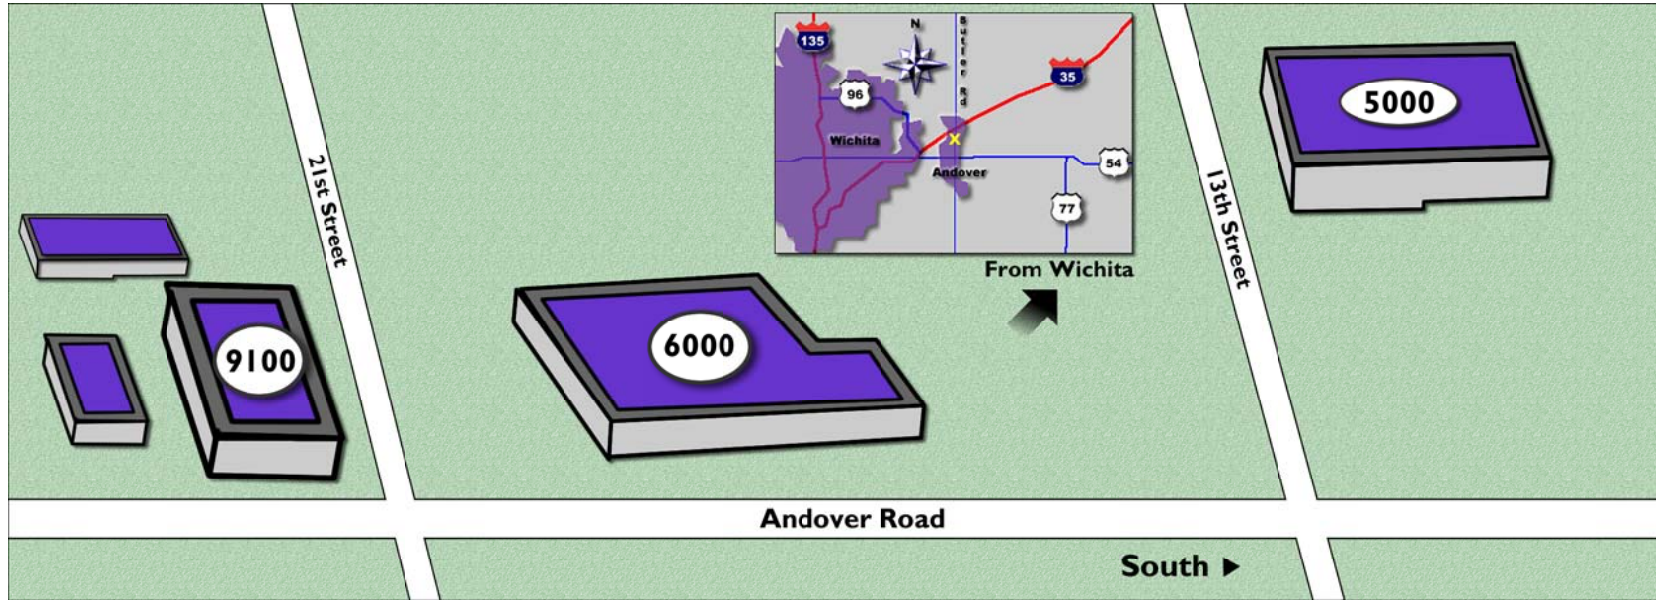 N
Butler Rd
135
35
96
Wichita
Andover
54
77
From Wichita
5000
21st Street
13th Street
9100
6000
Andover Road
South